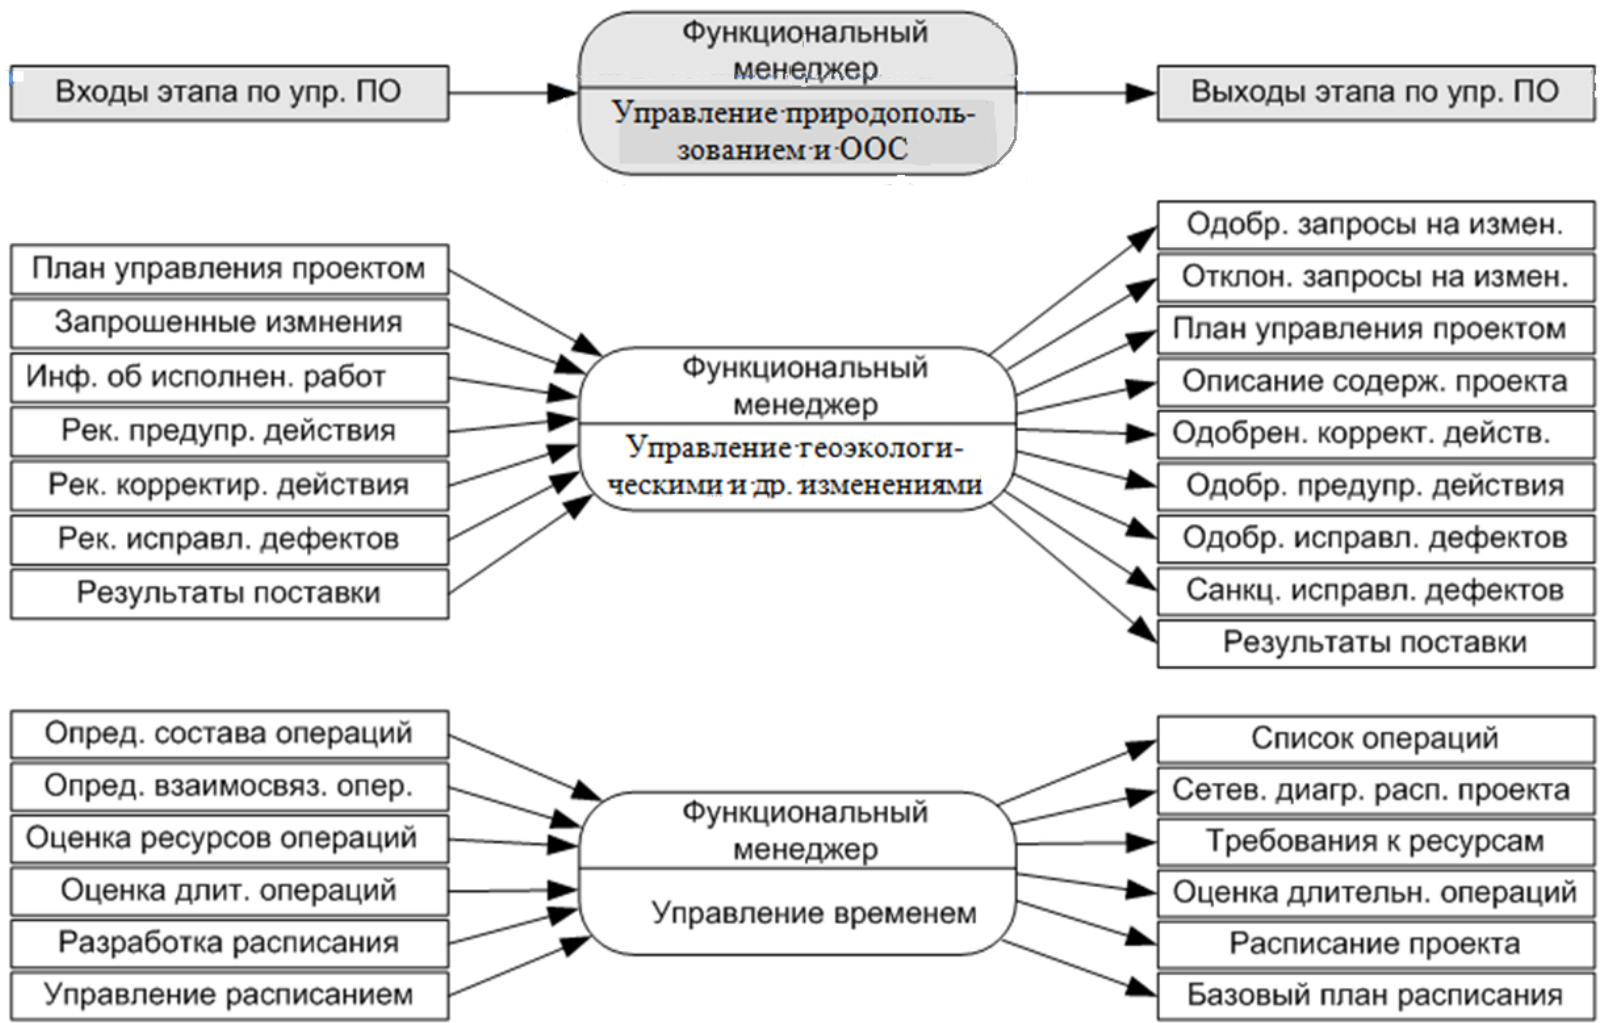 Входы этапа по упр. ПО
Функциональный
менеджер
Управление природополь-
зованием и ООС
Выходы этапа по упр. ПО
План управления проектом
Запрошенные измнения
Инф. об исполнен. работ
Рек. предупр. действия
Рек. корректир. действия
Рек. исправл. дефектов
Результаты поставки
Функциональный
менеджер
Управление геоэкологи-
ческими и др. изменениями
Одобр. запросы на измен.
Отклон. запросы на измен.
План управления проектом
Описание содерж. проекта
Одобрен. коррект. действ.
Одобр. предупр. действия
Одобр. исправл. дефектов
Санкц. исправл. дефектов
Результаты поставки
Опред. состава операций
Опред. взаимосвяз. опер.
Оценка ресурсов операций
Оценка длит. операций
Разработка расписания
Управление расписанием
Функциональный
менеджер
Управление временем
Список операций
Сетев. диагр. расп. проекта
Требования к ресурсам
Оценка длительн. операций
Расписание проекта
Базовый план расписания